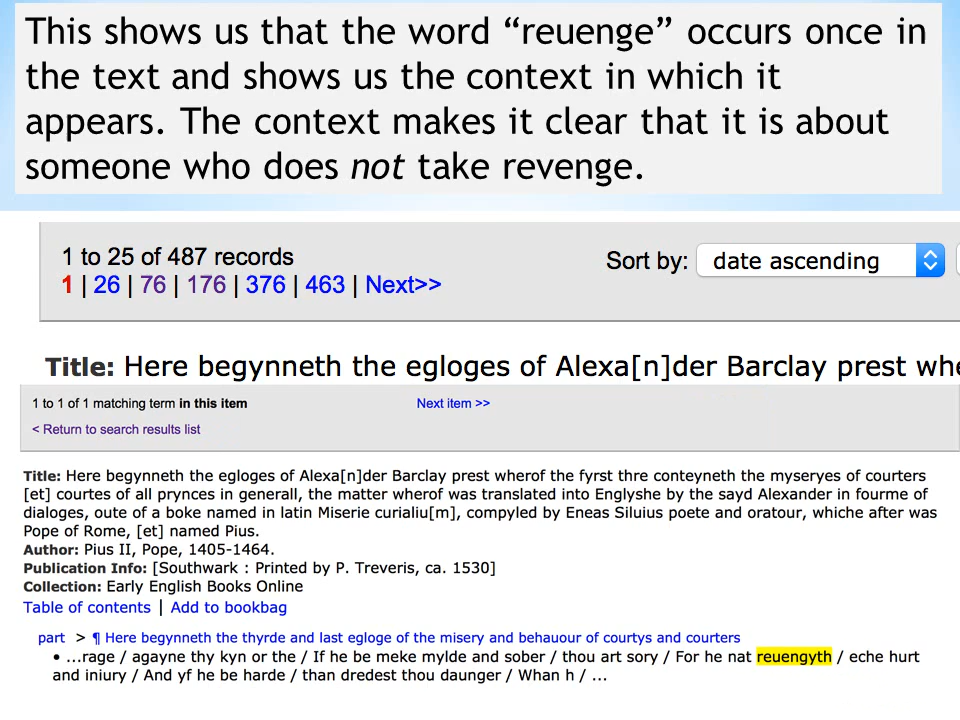 This shows us that the word “reuenge” occurs once in
the text and shows us the context in which it
appears. The context makes it clear that it is about
someone who does not take revenge.
1 to 25 of 487 records
Sort by: date ascending
1 | 26 | 76 | 176 | 376 | 463 | Next>>
Title: Here begynneth the egloges of Alexa[n]der Barclay prest whe
1 to 1 of 1 matching term in this item
Next item >>
< Return to search results list
Title: Here begynneth the egloges of Alexa[n]der Barclay prest wherof the fyrst thre conteyneth the myseryes of courters
[et] courtes of all prynces in generall, the matter wherof was translated into Englyshe by the sayd Alexander in fourme of
dialoges, oute of a boke named in latin Miserie curialiu[m], compyled by Eneas Siluius poete and oratour, whiche after was
Pope of Rome, [et] named Pius.
Author: Pius II, Pope, 1405-1464.
Publication Info: [Southwark : Printed by P. Treveris, ca. 1530]
Collection: Early English Books Online
Table of contents | Add to bookbag
part > ¶ Here begynneth the thyrde and last egloge of the misery and behauour of courtys and courters
• ...rage / agayne thy kyn or the / If he be meke mylde and sober / thou art sory / For he nat reuengyth / eche hurt
and iniury / And yf he be harde / than dredest thou daunger / Whan h / ...